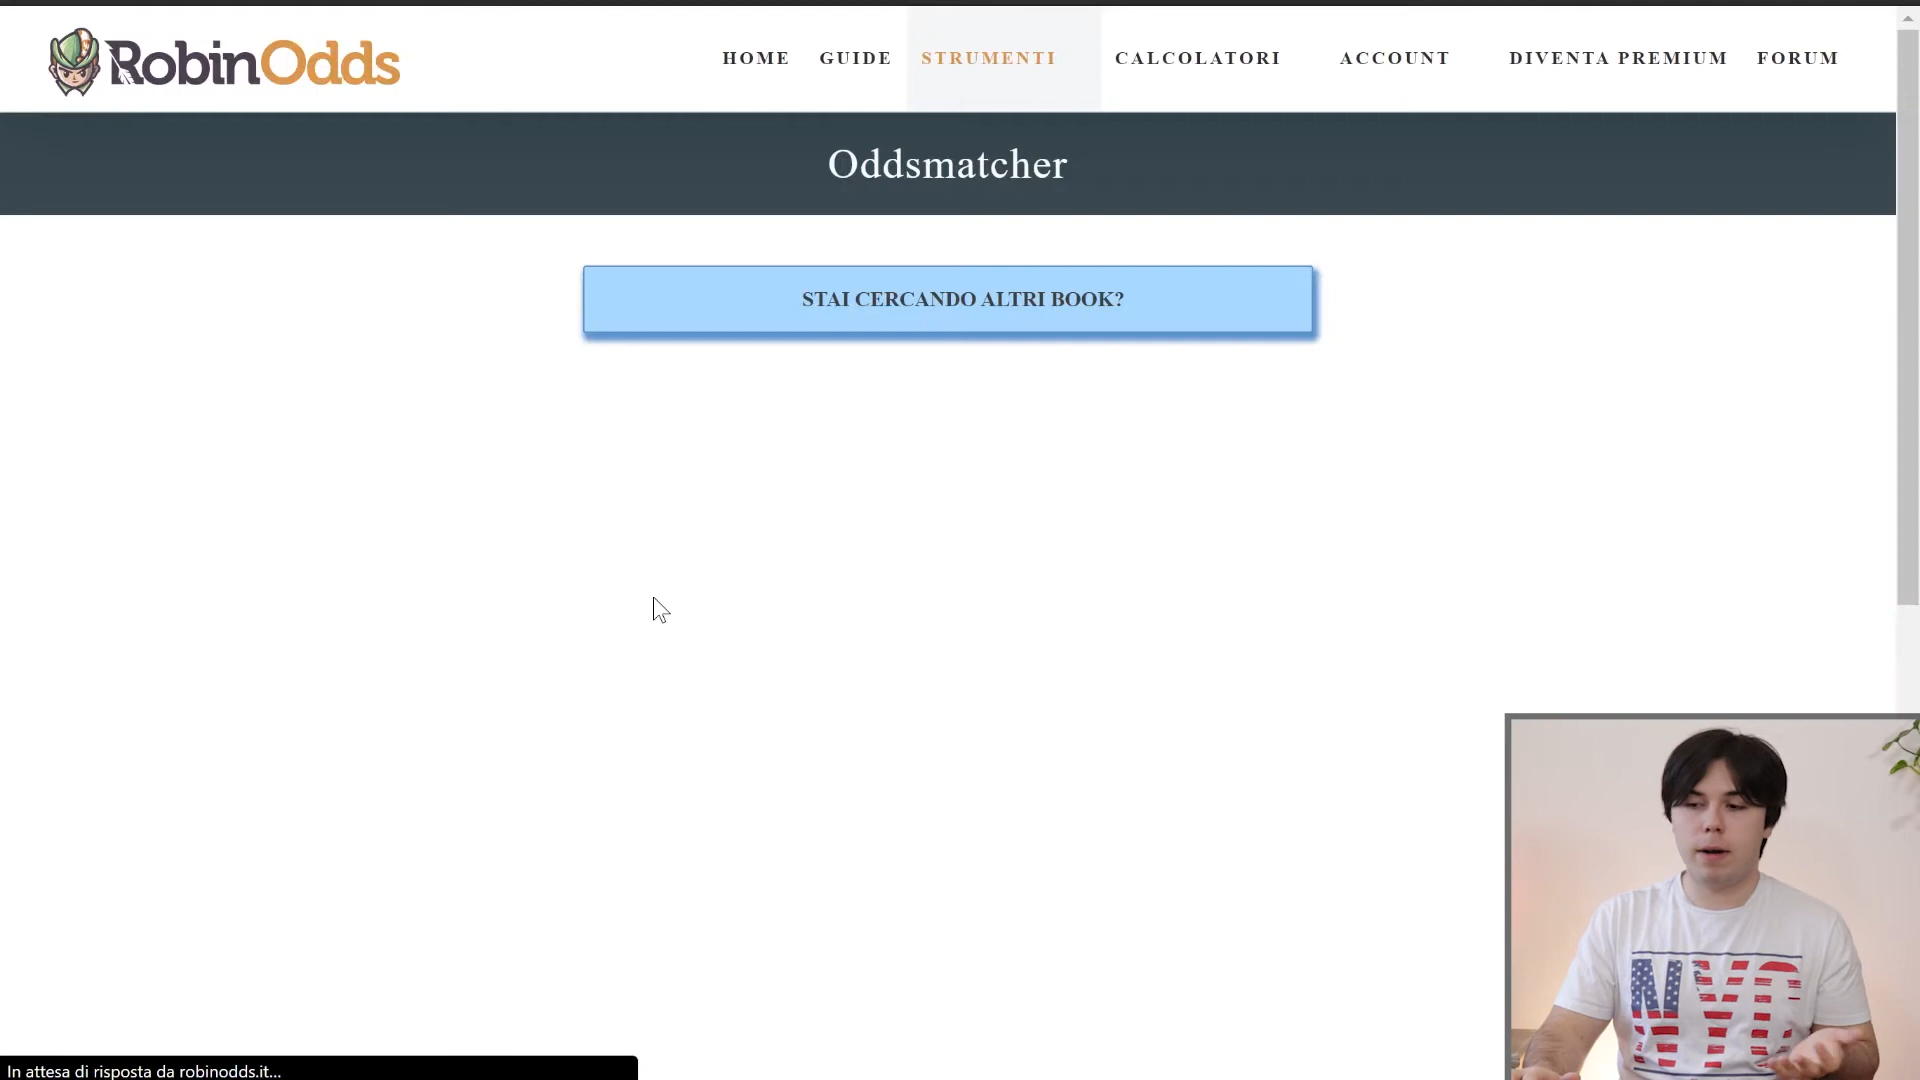 RobinOdds
HOME GUIDE STRUMENTI CALCOLATORI ACCOUNT DIVENTA PREMIUM FORUM
Oddsmatcher
STAI CERCANDO ALTRI BOOK?
NYC
In attesa di risposta da robinodds.it...